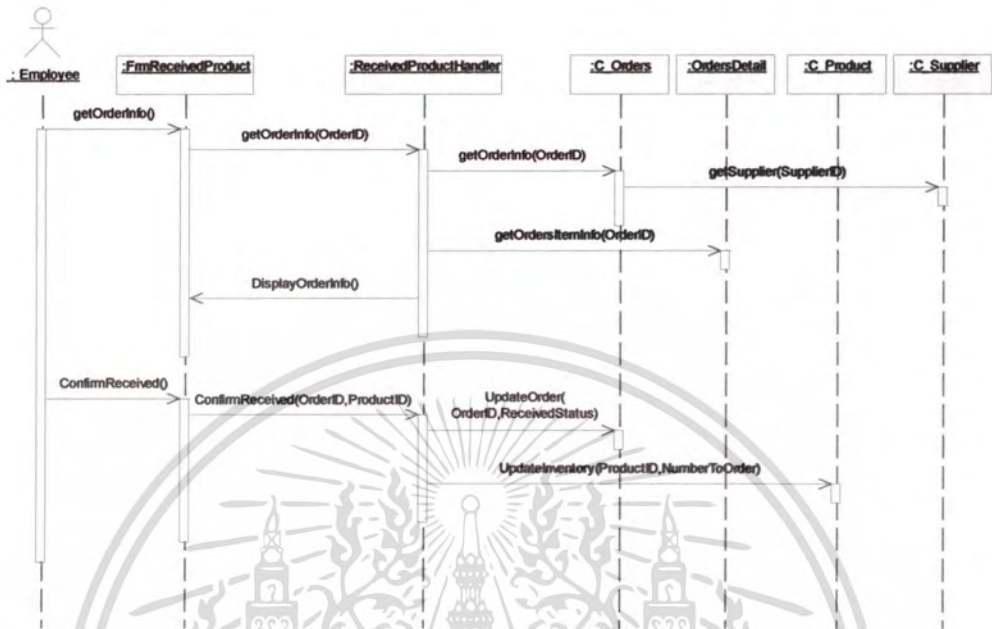 : Employee
:FrmReceivedProduct
:ReceivedProductHandler
:C_Orders
:OrdersDetail
:C_Product
:C_Supplier
getOrderInfo()
getOrderInfo(OrderID)
getOrderInfo(OrderID)
getSupplier(SupplierID)
getOrdersItemInfo(OrderID)
DisplayOrderInfo()
ConfirmReceived()
ConfirmReceived(OrderID,ProductID)
UpdateOrder(
OrderID,ReceivedStatus)
UpdateInventory(ProductID,NumberToOrder)